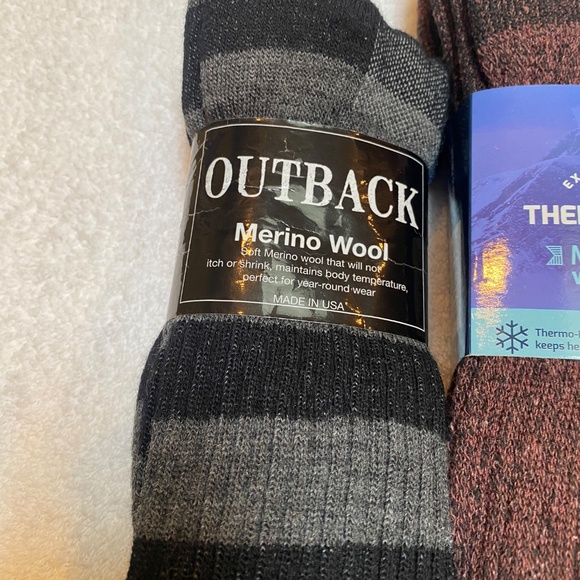 OUTBACK
Merino Wool
Soft Merino wool that will not
itch or shrink, maintains body temperature,
perfect for year-round wear
MADE IN USA
EX
THE
Thermo-
keeps he